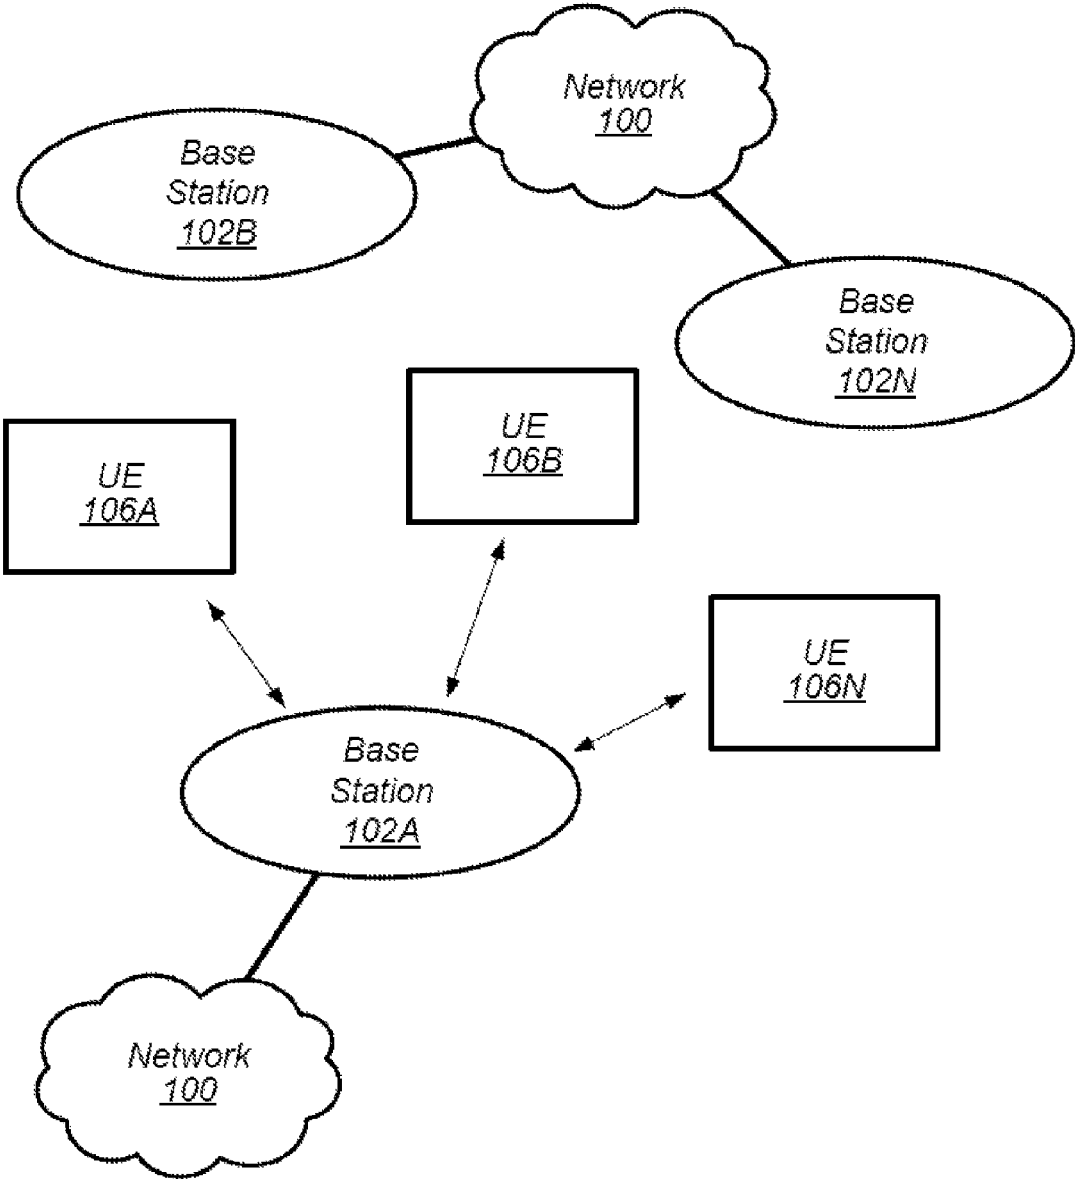 Network
100
Base
Station
102B
Base
Station
102N
UE
106B
UE
106A
UE
106N
Base
Station
102A
Network
100